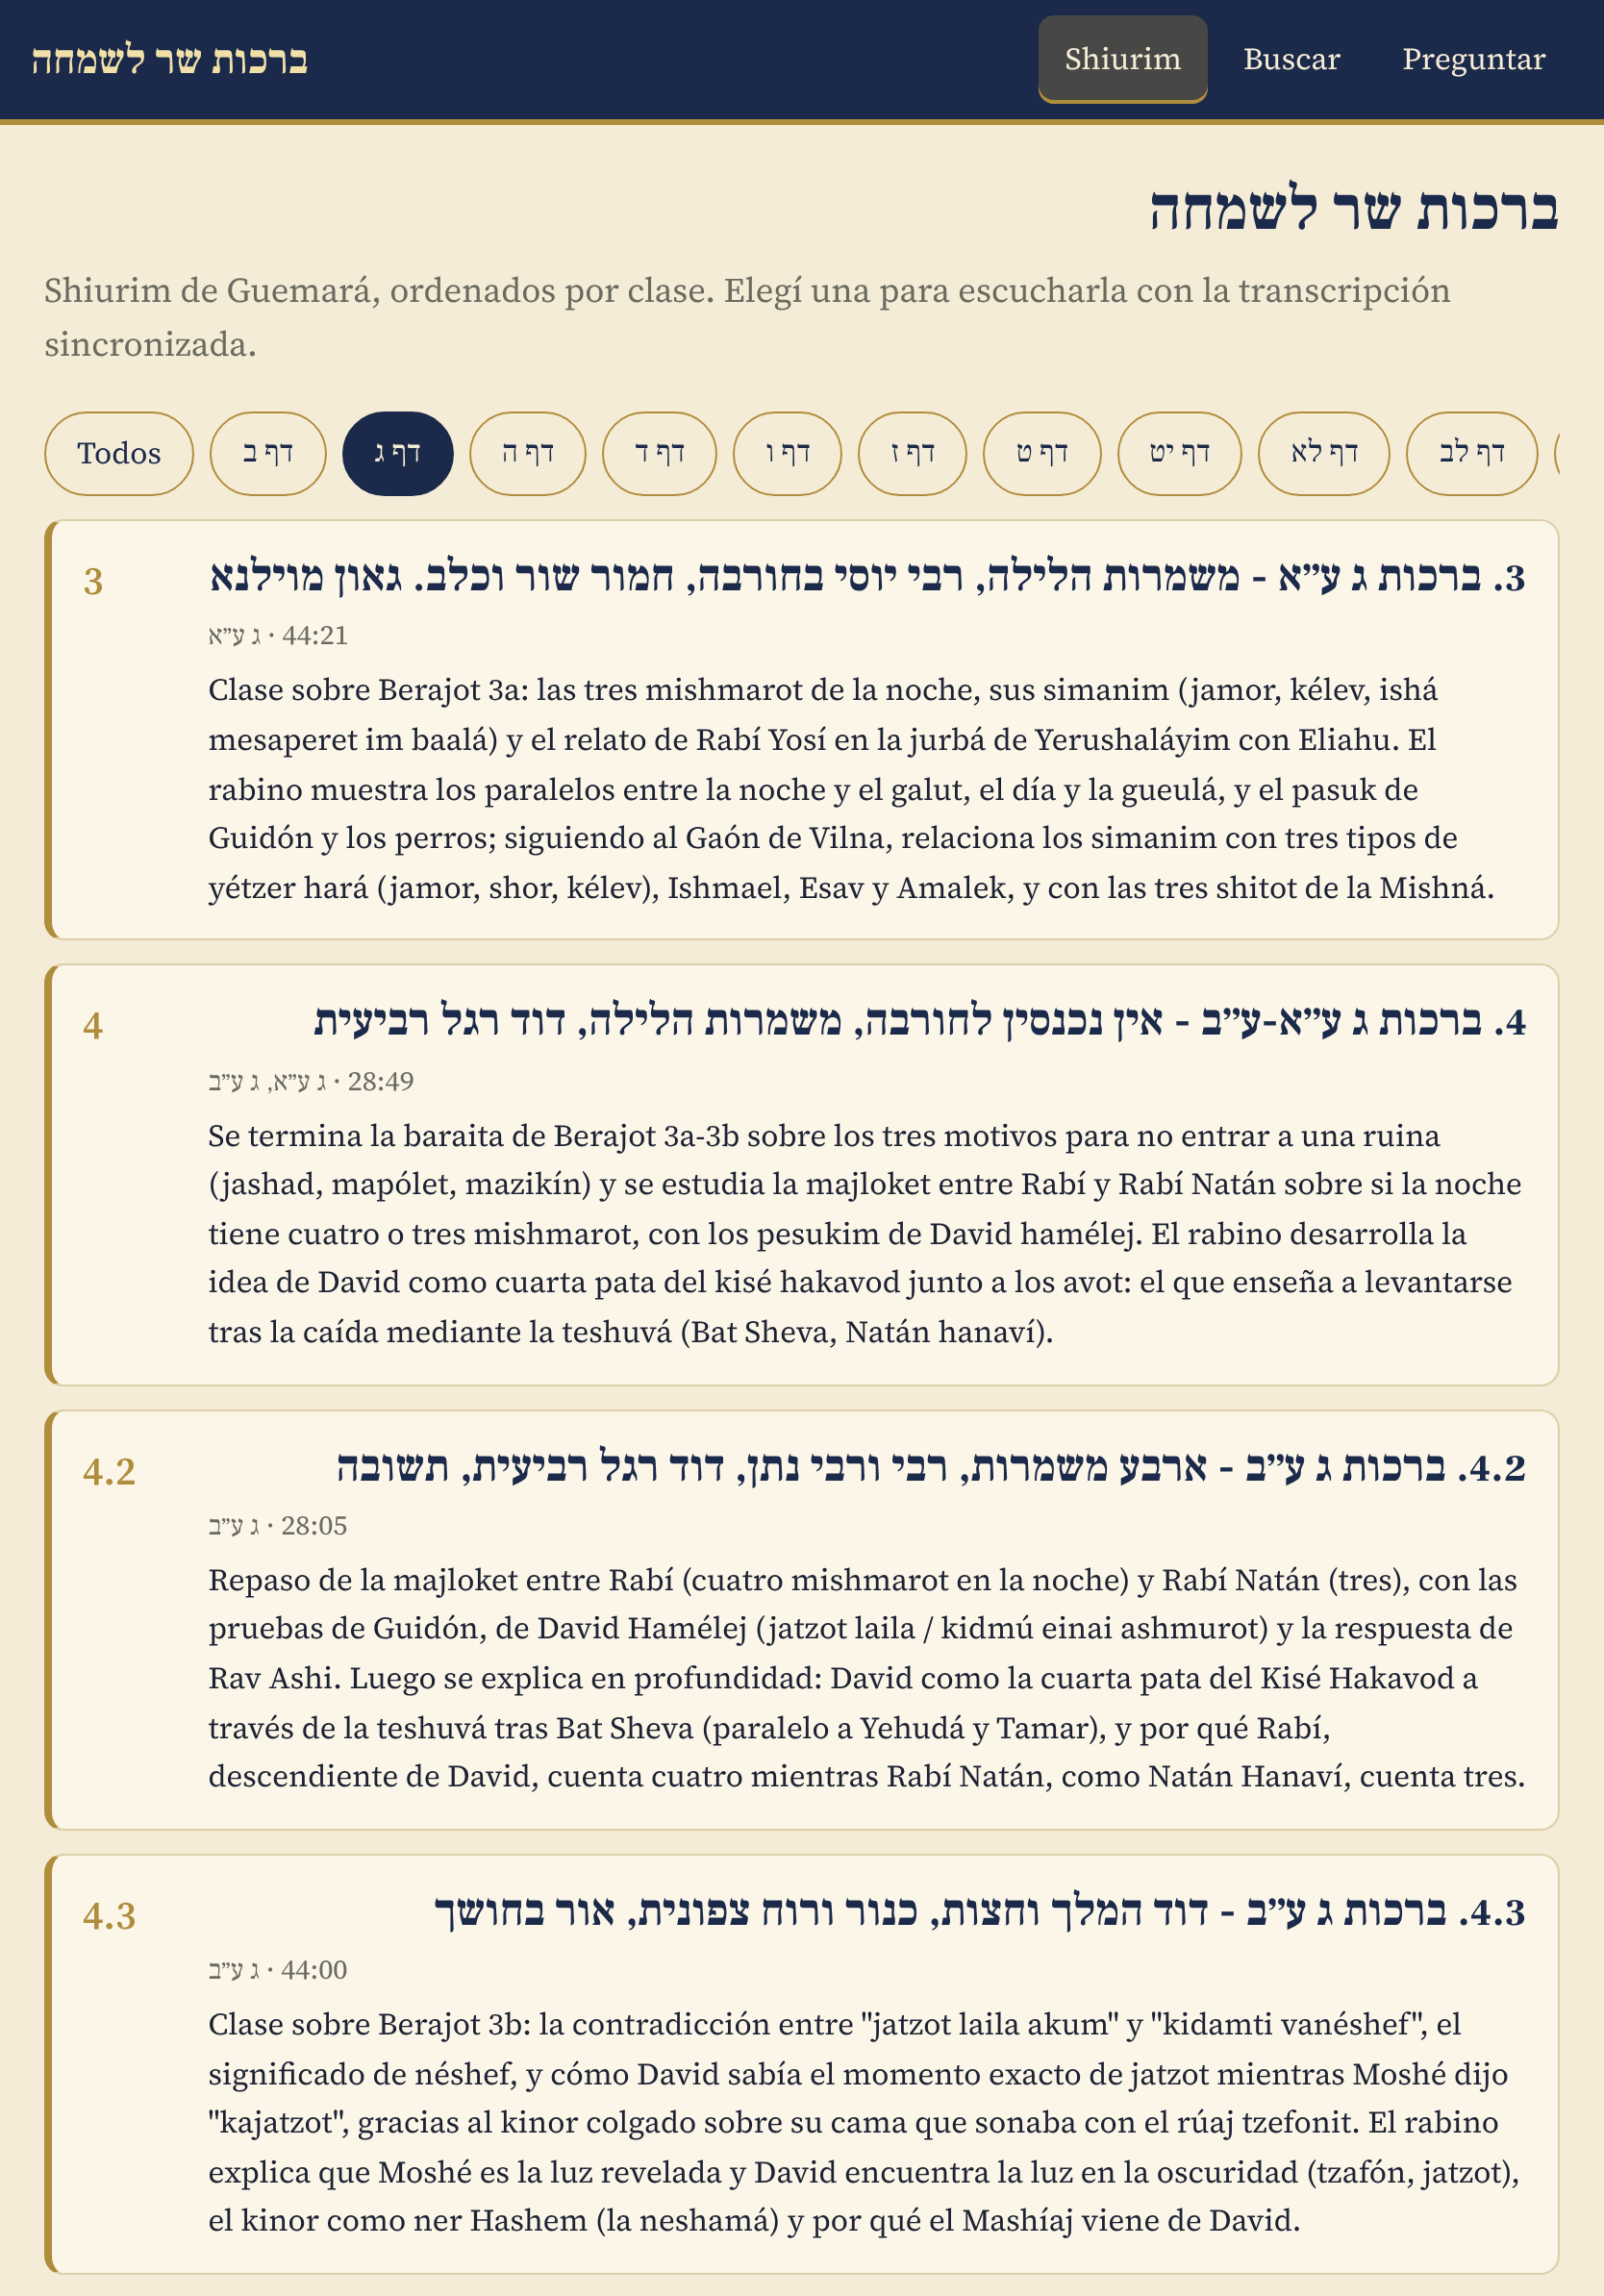 ברכות שר לשמחה
Shiurim
Buscar
Preguntar
ברכות שר לשמחה
Shiurim de Guemará, ordenados por clase. Elegí una para escucharla con la transcripción
sincronizada.
Todos
דף ב
דף ג
דף ה
דף ד
דף ו
דף ז
דף ט
דף יט
דף לא
דף לב
3
3. ברכות ג ע״א - משמרות הלילה, רבי יוסי בחורבה, חמור שור וכלב. גאון מוילנא
44:21 · ג ע״א
Clase sobre Berajot 3a: las tres mishmarot de la noche, sus simanim (jamor, kélev, ishá
mesaperet im baalá) y el relato de Rabí Yosí en la jurbá de Yerushaláyim con Eliahu. El
rabino muestra los paralelos entre la noche y el galut, el día y la gueulá, y el pasuk de
Guidón y los perros; siguiendo al Gaón de Vilna, relaciona los simanim con tres tipos de
yétzer hará (jamor, shor, kélev), Ishmael, Esav y Amalek, y con las tres shitot de la Mishná.
4
4. ברכות ג ע״א-ע״ב - אין נכנסין לחורבה, משמרות הלילה, דוד רגל רביעית
28:49 · ג ע״א, ג ע״ב
Se termina la baraita de Berajot 3a-3b sobre los tres motivos para no entrar a una ruina
(jashad, mapólet, mazikín) y se estudia la majloket entre Rabí y Rabí Natán sobre si la noche
tiene cuatro o tres mishmarot, con los pesukim de David hamélej. El rabino desarrolla la
idea de David como cuarta pata del kisé hakavod junto a los avot: el que enseña a levantarse
tras la caída mediante la teshuvá (Bat Sheva, Natán hanaví).
4.2
4.2. ברכות ג ע״ב - ארבע משמרות, רבי ורבי נתן, דוד רגל רביעית, תשובה
28:05 · ג ע״ב
Repaso de la majloket entre Rabí (cuatro mishmarot en la noche) y Rabí Natán (tres), con las
pruebas de Guidón, de David Hamélej (jatzot laila / kidmú einai ashmurot) y la respuesta de
Rav Ashi. Luego se explica en profundidad: David como la cuarta pata del Kisé Hakavod a
través de la teshuvá tras Bat Sheva (paralelo a Yehudá y Tamar), y por qué Rabí,
descendiente de David, cuenta cuatro mientras Rabí Natán, como Natán Hanaví, cuenta tres.
4.3
4.3. ברכות ג ע״ב - דוד המלך וחצות, כנור ורוח צפונית, אור בחושך
44:00 · ג ע״ב
Clase sobre Berajot 3b: la contradicción entre "jatzot laila akum" y "kidamti vanéshef", el
significado de néshef, y cómo David sabía el momento exacto de jatzot mientras Moshé dijo
"kajatzot", gracias al kinor colgado sobre su cama que sonaba con el rúaj tzefonit. El rabino
explica que Moshé es la luz revelada y David encuentra la luz en la oscuridad (tzafón, jatzot),
el kinor como ner Hashem (la neshamá) y por qué el Mashíaj viene de David.